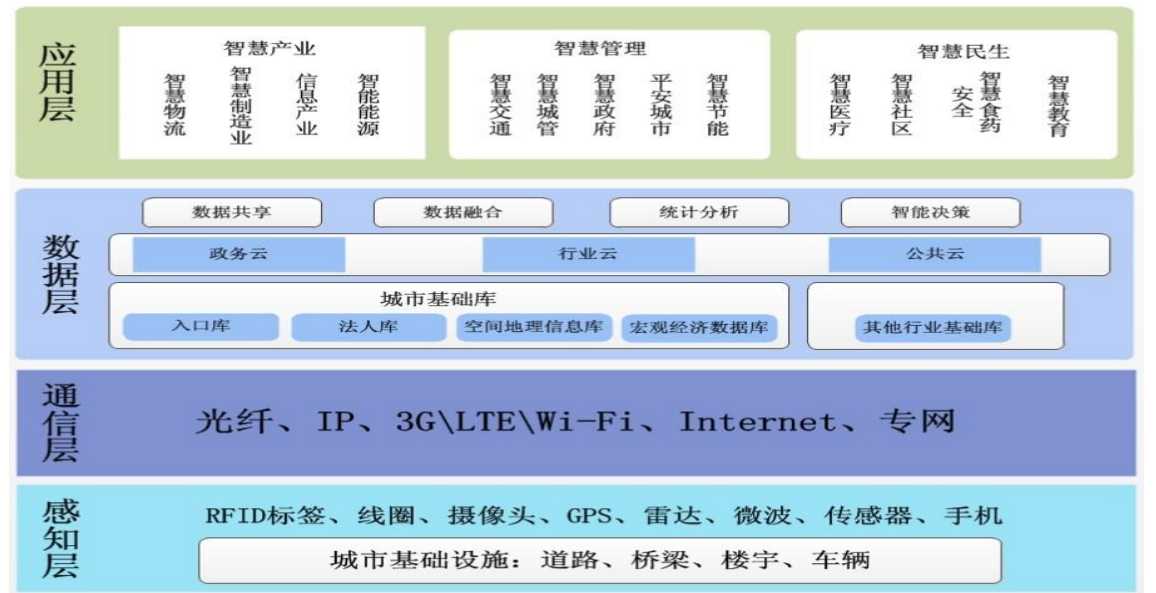 应用层
智慧产业
智慧物流
智慧制造业
信息产业
智能能源
智慧管理
智慧交通
智慧城管
智慧政府
平安城市
智慧节能
智慧民生
智慧医疗
智慧社区
智慧食药
安全
智慧教育
数据层
数据共享
数据融合
统计分析
智能决策
政务云
行业云
公共云
城市基础库
入口库
法人库
空间地理信息库
宏观经济数据库
其他行业基础库
通信层
光纤、IP、3G\LTE\Wi-Fi、Internet、专网
感知层
RFID标签、线圈、摄像头、GPS、雷达、微波、传感器、手机
城市基础设施：道路、桥梁、楼宇、车辆